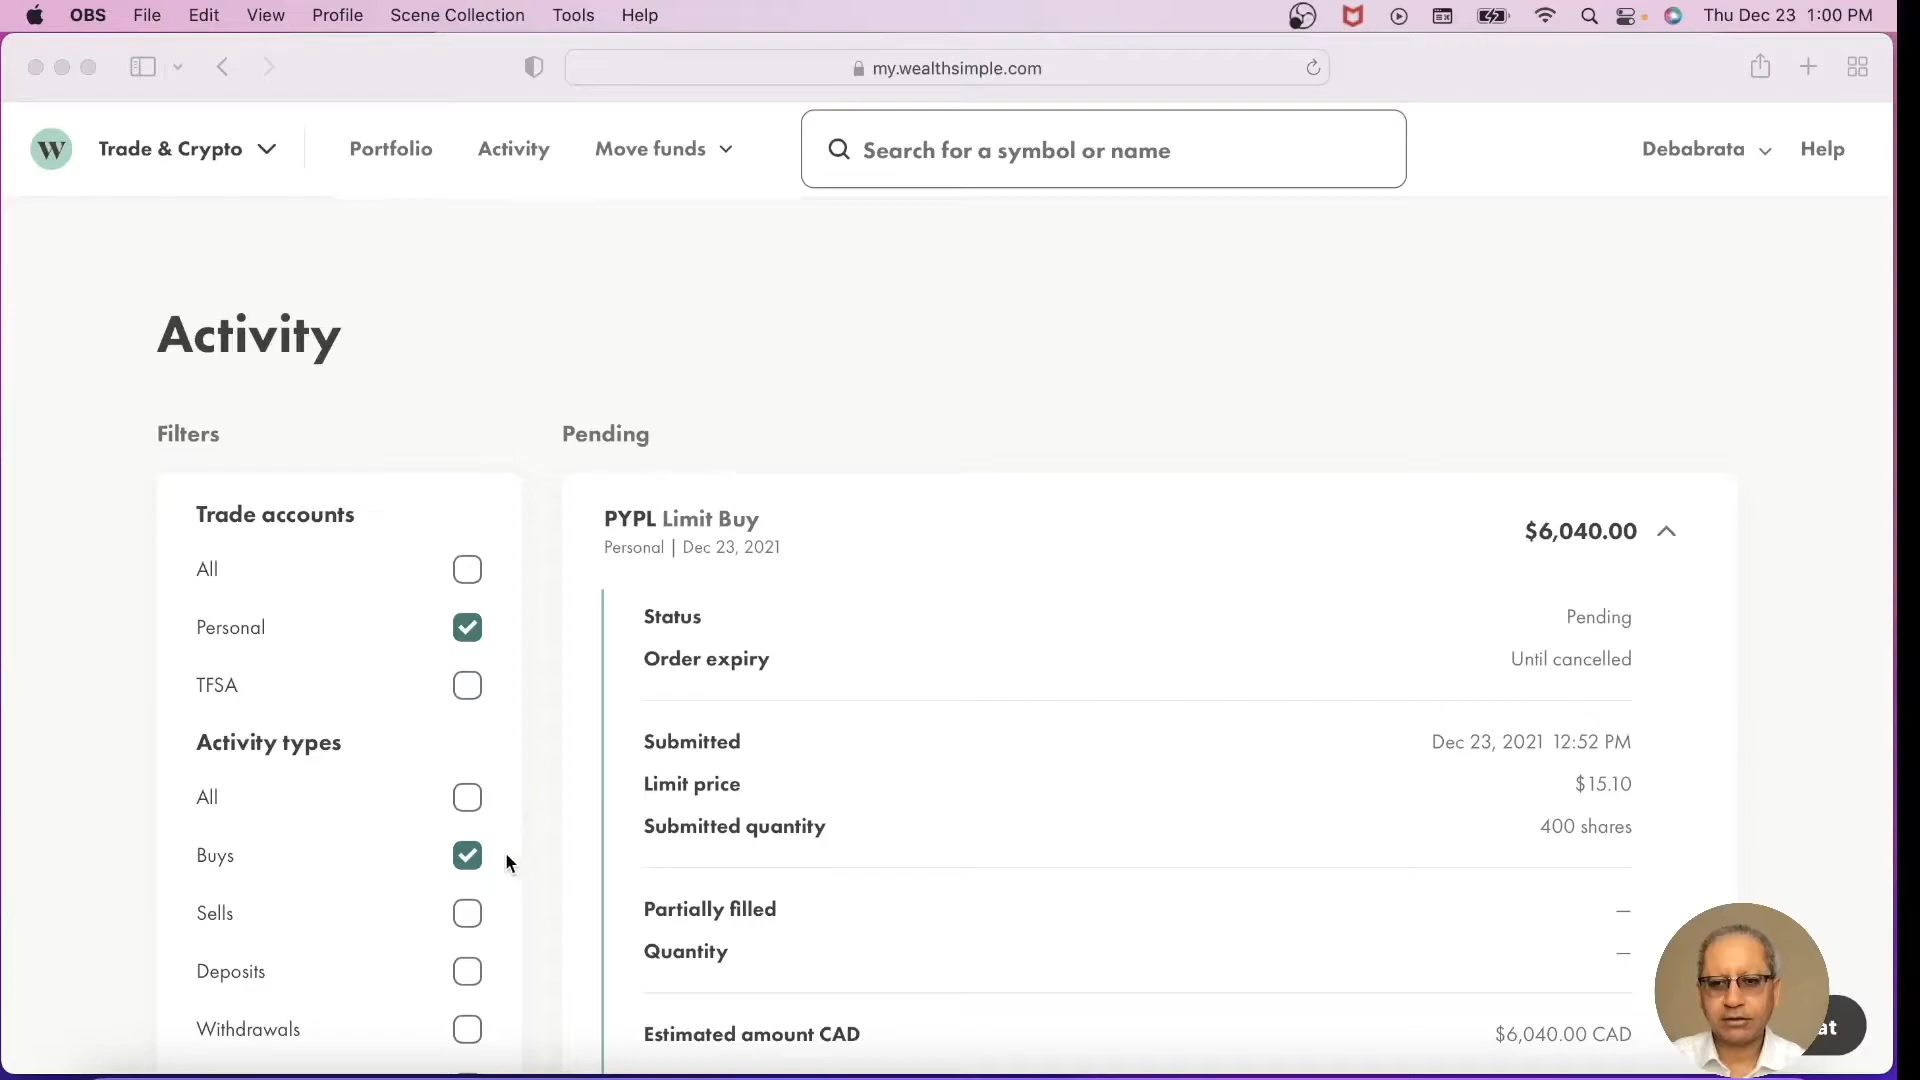 OBS File Edit View Profile Scene Collection Tools Help Thu Dec 23 1:00 PM
my.wealthsimple.com
W Trade & Crypto Portfolio Activity Move funds Search for a symbol or name Debabrata Help
Activity
Filters
Trade accounts
All
Personal
TFSA
Activity types
All
Buys
Sells
Deposits
Withdrawals
Pending
PYPL Limit Buy $6,040.00
Personal | Dec 23, 2021
Status Pending
Order expiry Until cancelled
Submitted Dec 23, 2021 12:52 PM
Limit price $15.10
Submitted quantity 400 shares
Partially filled –
Quantity –
Estimated amount CAD $6,040.00 CAD